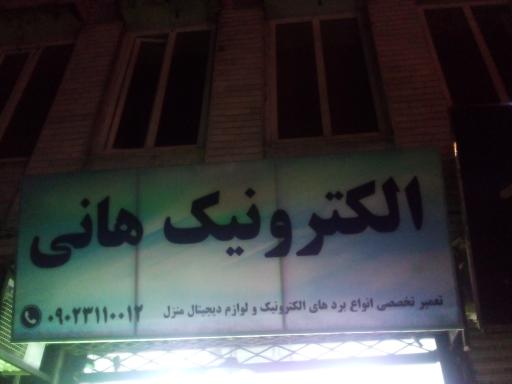 الکترونیک هانی
تعمیر تخصصی انواع برد های الکترونیک و لوازم دیجیتال منزل
۰۹۰۲۳۱۱۰۰۱۲